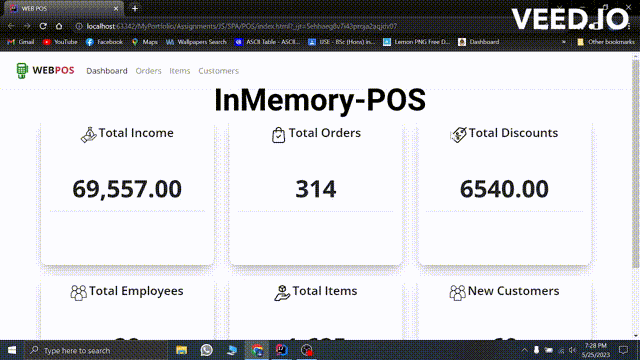 WEB POS
VEED.IO
localhost:63342/MyPortfolio/Assignments/JS/SPA/POS/index.html?
Gmail YouTube Facebook Maps Wallpapers Search ASCII Table - ASCII... IJSE - BSc (Hons) in... Lemon PNG Free D... Dashboard » Other bookmarks
WEBPOS Dashboard Orders Items Customers
InMemory-POS
Total Income Total Orders Total Discounts
69,557.00 314 6540.00
Total Employees Total Items New Customers
Type here to search
7:28 PM
5/25/2023